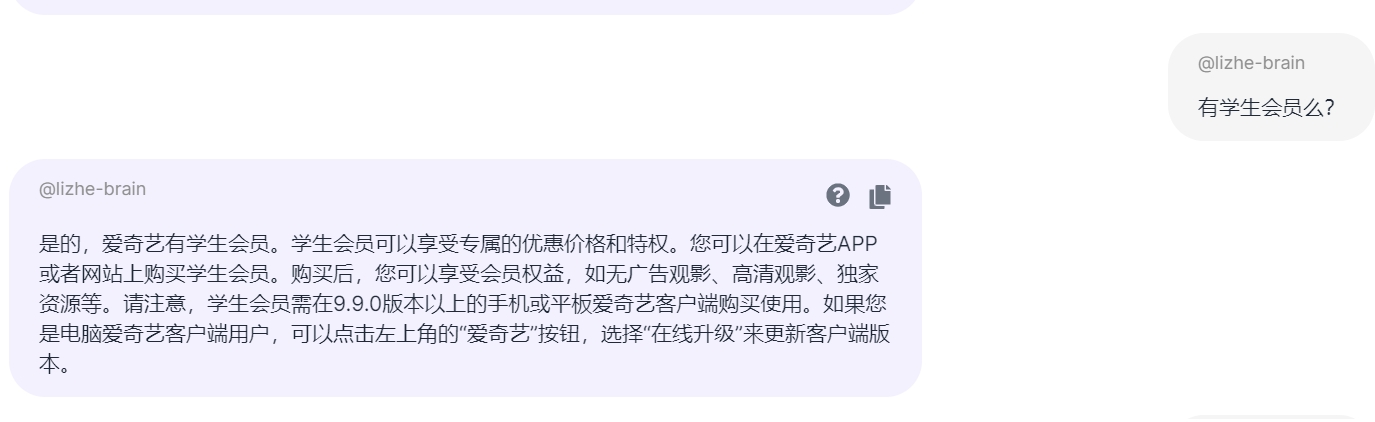 @lizhe-brain
有学生会员么？
@lizhe-brain
是的，爱奇艺有学生会员。学生会员可以享受专属的优惠价格和特权。您可以在爱奇艺APP
或者网站上购买学生会员。购买后，您可以享受会员权益，如无广告观影、高清观影、独家
资源等。请注意，学生会员需在9.9.0版本以上的手机或平板爱奇艺客户端购买使用。如果您
是电脑爱奇艺客户端用户，可以点击左上角的“爱奇艺”按钮，选择“在线升级”来更新客户端版
本。